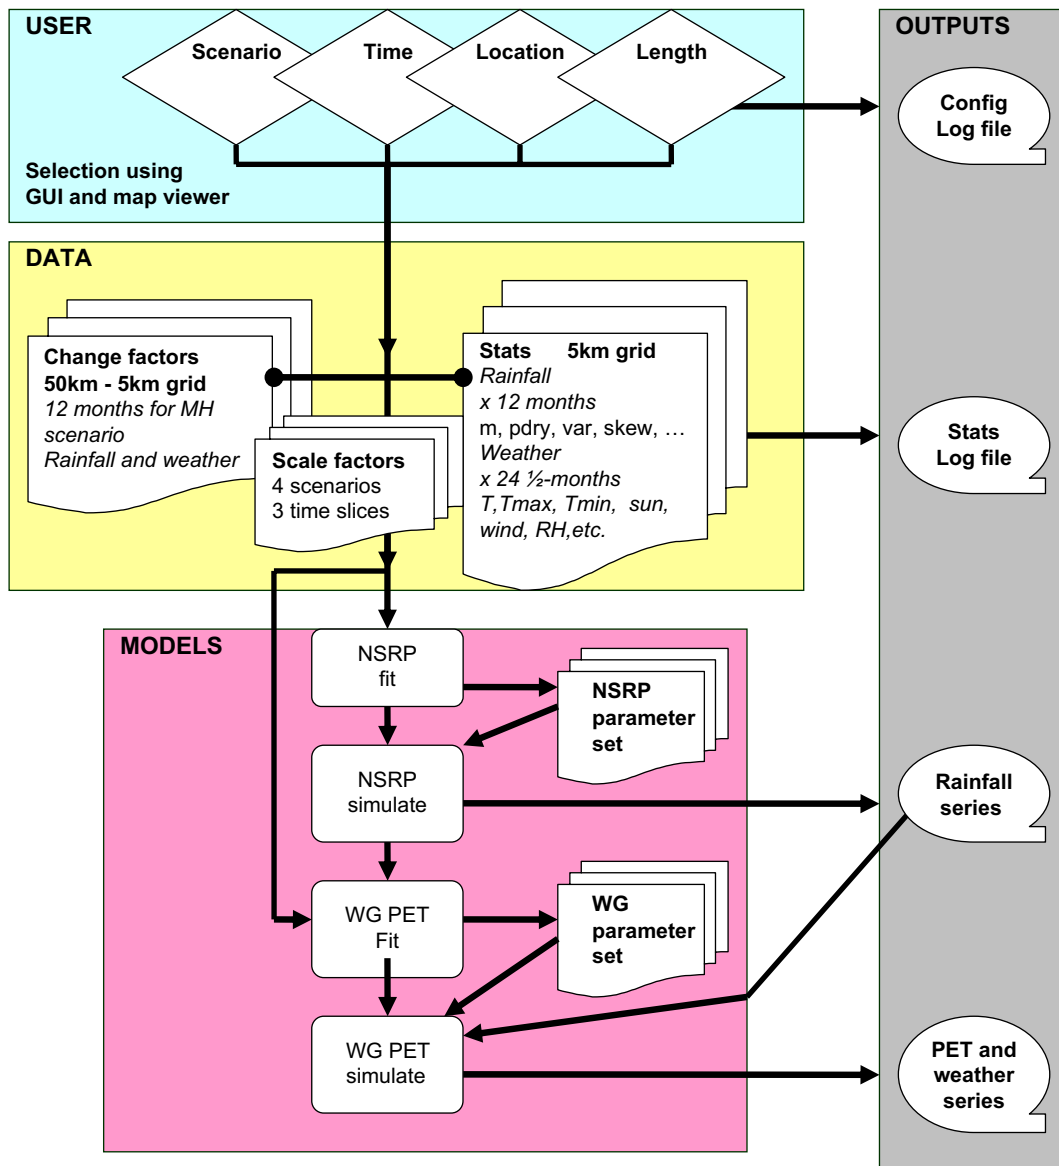 USER
Scenario
Time
Location
Length
Selection using
GUI and map viewer
OUTPUTS
Config
Log file
DATA
Change factors
50km - 5km grid
12 months for MH
scenario
Rainfall and weather
Scale factors
4 scenarios
3 time slices
Stats 5km grid
Rainfall
x 12 months
m, pdry, var, skew, …
Weather
x 24 ½-months
T,Tmax, Tmin, sun,
wind, RH,etc.
Stats
Log file
MODELS
NSRP
fit
NSRP
parameter
set
NSRP
simulate
Rainfall
series
WG PET
Fit
WG
parameter
set
WG PET
simulate
PET and
weather
series